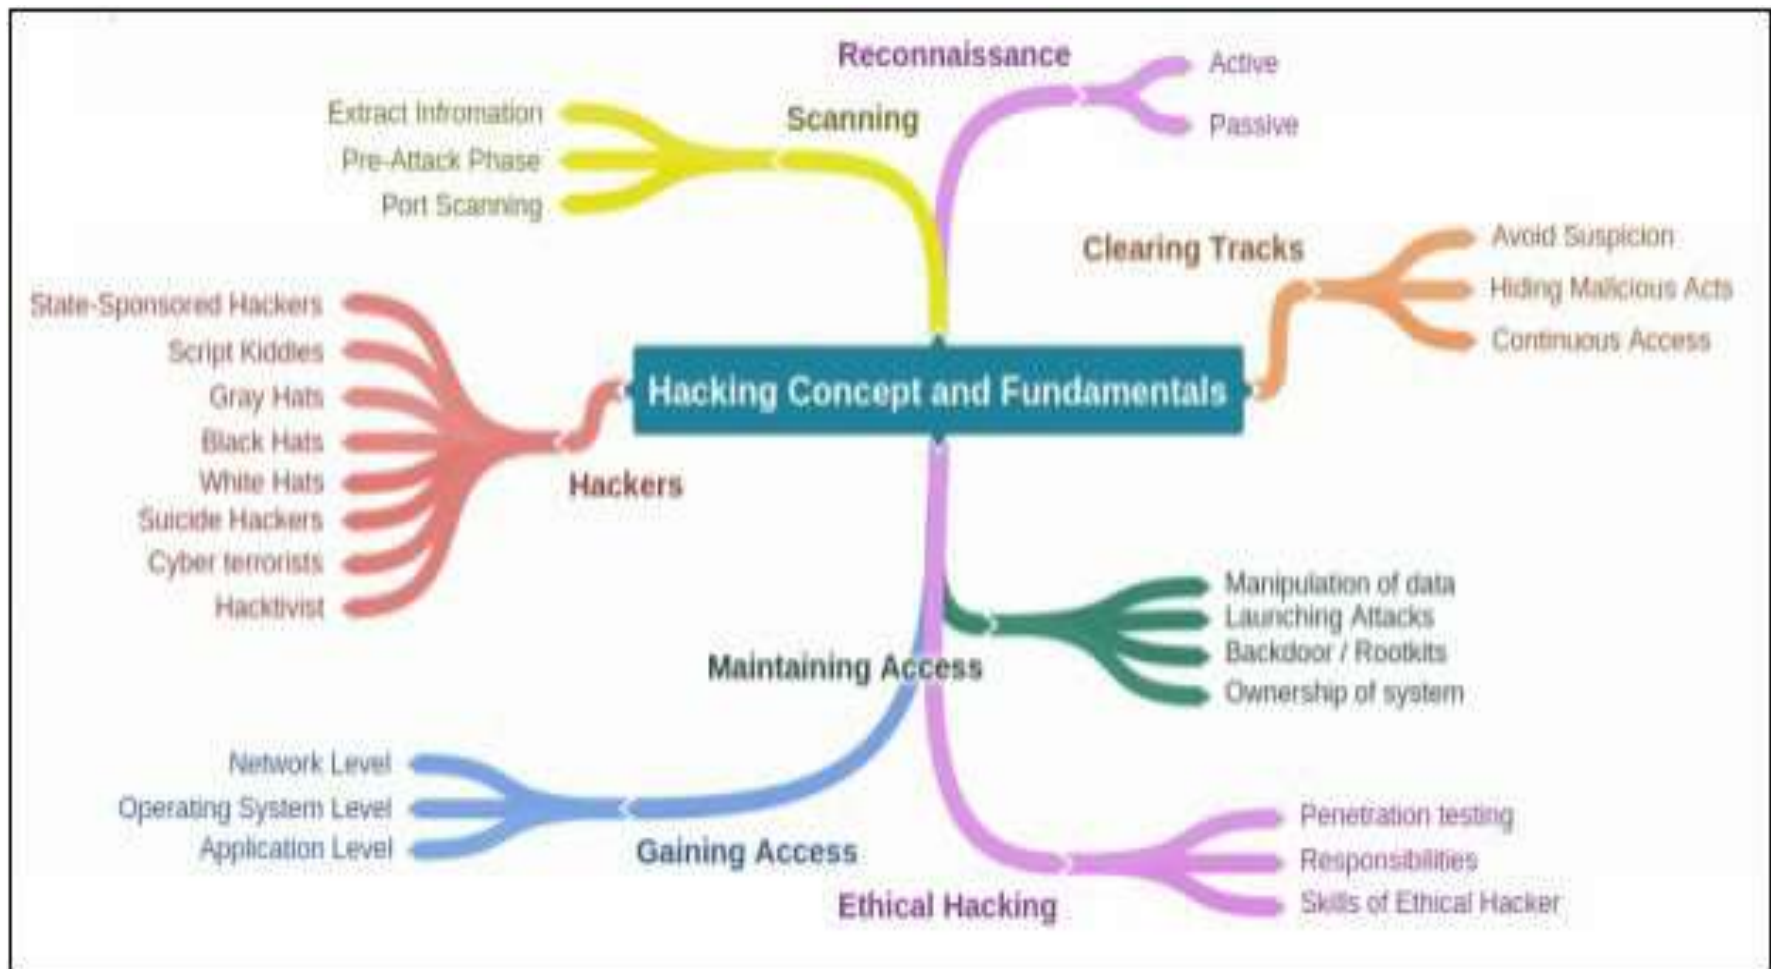 Reconnaissance
Active
Passive
Scanning
Extract Infromation
Pre-Attack Phase
Port Scanning
Clearing Tracks
Avoid Suspicion
Hiding Malicious Acts
Continuous Access
Hacking Concept and Fundamentals
State-Sponsored Hackers
Script Kiddies
Gray Hats
Black Hats
White Hats
Suicide Hackers
Cyber terrorists
Hacktivist
Hackers
Maintaining Access
Manipulation of data
Launching Attacks
Backdoor / Rootkits
Ownership of system
Network Level
Operating System Level
Application Level
Gaining Access
Ethical Hacking
Penetration testing
Responsibilities
Skills of Ethical Hacker